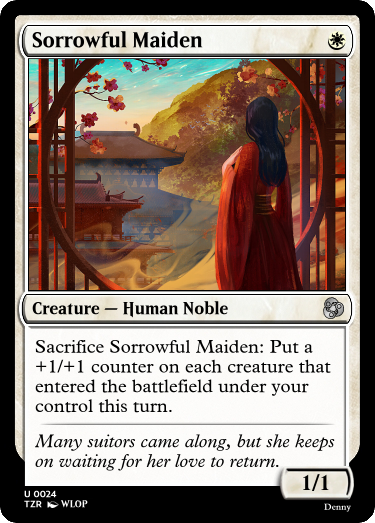 Sorrowful Maiden
Creature — Human Noble
Sacrifice Sorrowful Maiden: Put a
+1/+1 counter on each creature that
entered the battlefield under your
control this turn.
Many suitors came along, but she keeps
on waiting for her love to return.
1/1
U 0024
TZR WLOP
Denny